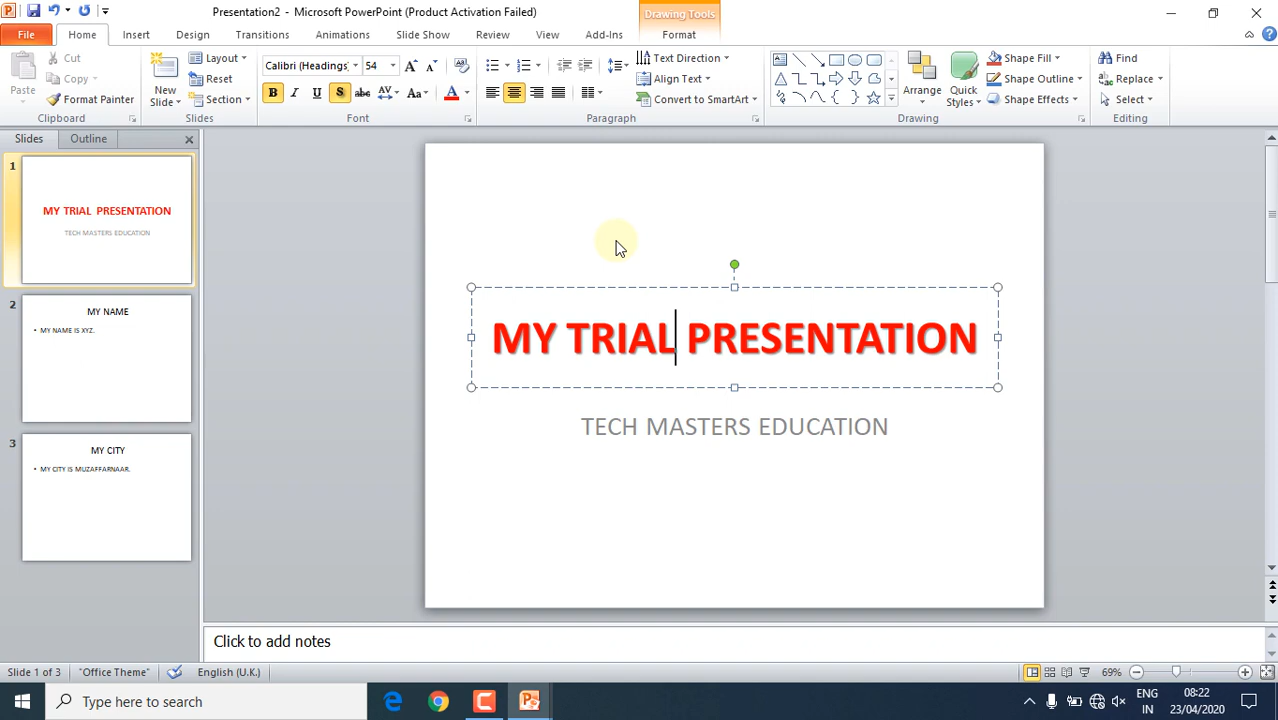 Presentation2 - Microsoft PowerPoint (Product Activation Failed)
Drawing Tools
File Home Insert Design Transitions Animations Slide Show Review View Add-Ins Format
Paste
Cut
Copy
Format Painter
Clipboard
New Slide
Layout
Reset
Section
Slides
Calibri (Headings) 54
Font
Text Direction
Align Text
Convert to SmartArt
Paragraph
Arrange
Quick Styles
Shape Fill
Shape Outline
Shape Effects
Drawing
Find
Replace
Select
Editing
Slides Outline
1
MY TRIAL PRESENTATION
TECH MASTERS EDUCATION
2
MY NAME
• MY NAME IS XYZ.
3
MY CITY
• MY CITY IS MUZAFFARNAAR.
MY TRIAL PRESENTATION
TECH MASTERS EDUCATION
Click to add notes
Slide 1 of 3 "Office Theme" English (U.K.) 69%
Type here to search
ENG
IN
08:22
23/04/2020